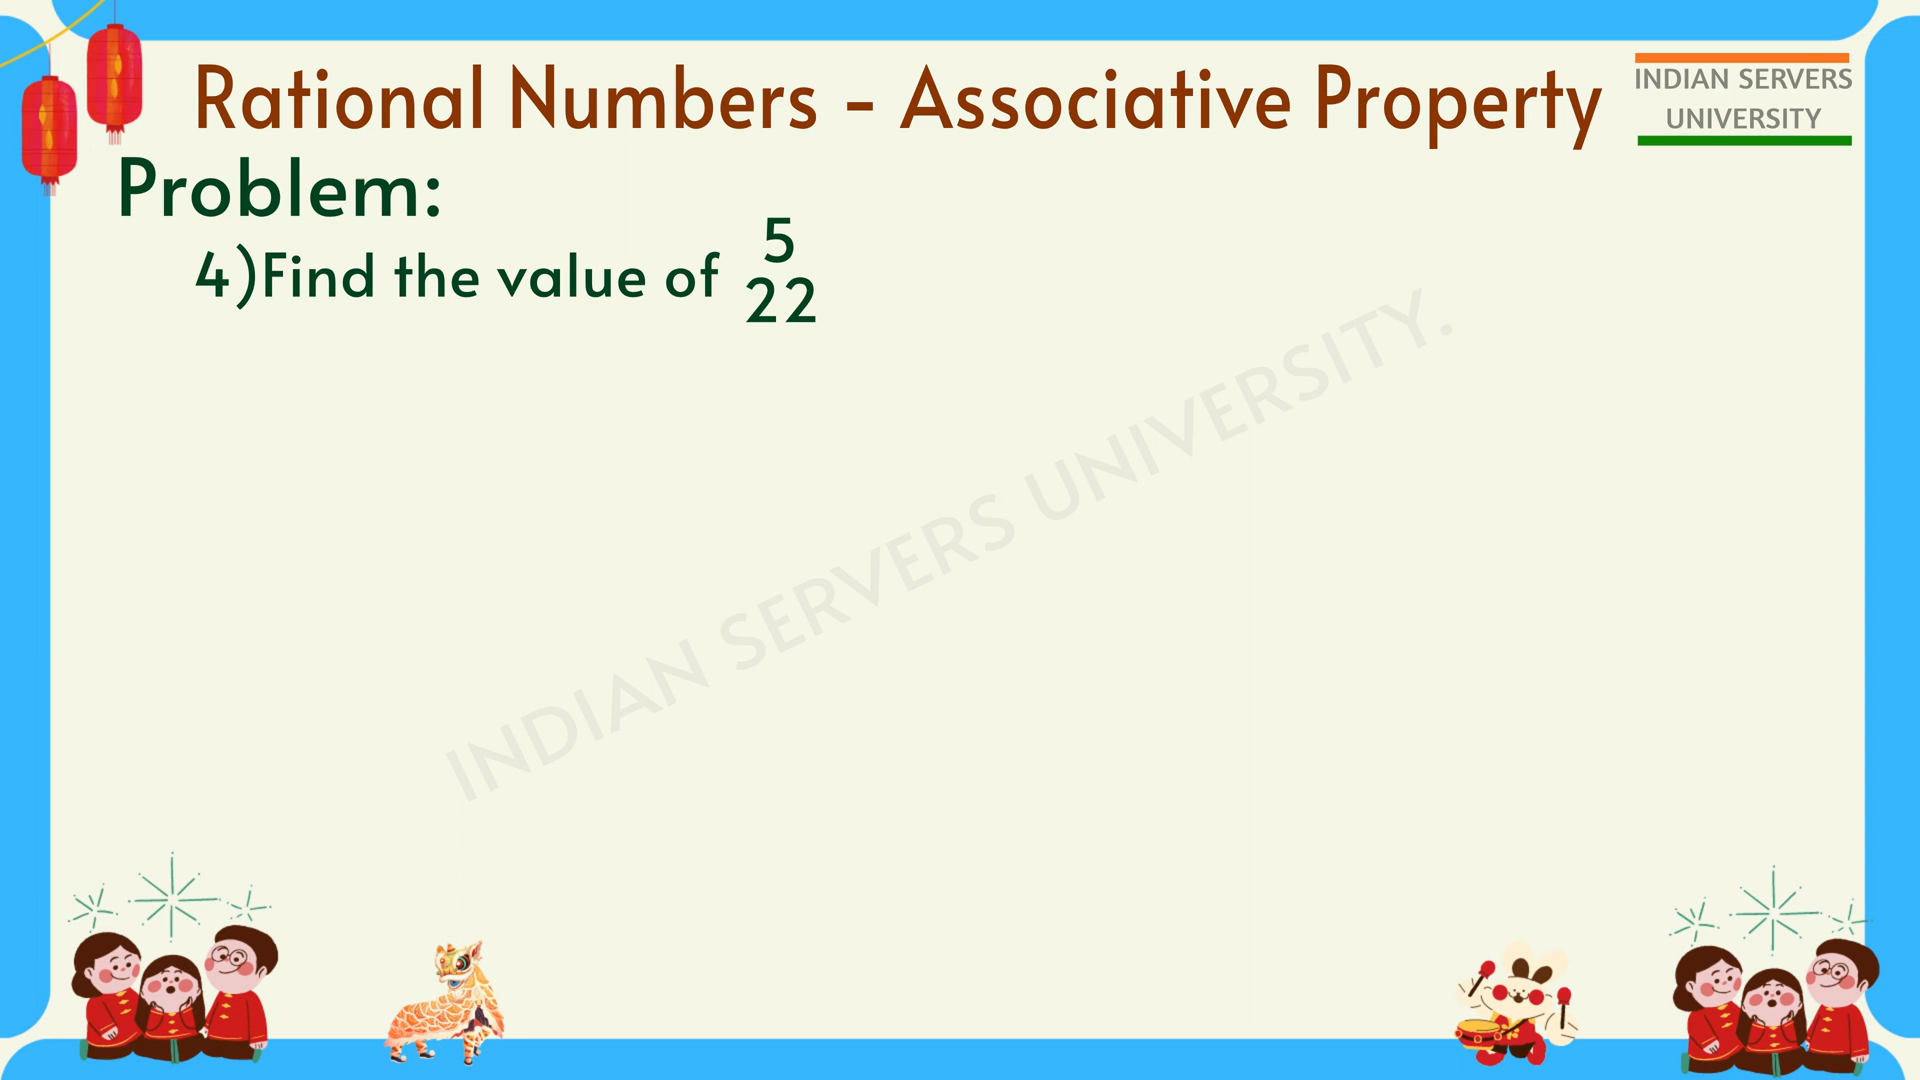 Rational Numbers - Associative Property
INDIAN SERVERS
UNIVERSITY
Problem:
4)Find the value of 5
22
INDIAN SERVERS UNIVERSITY.